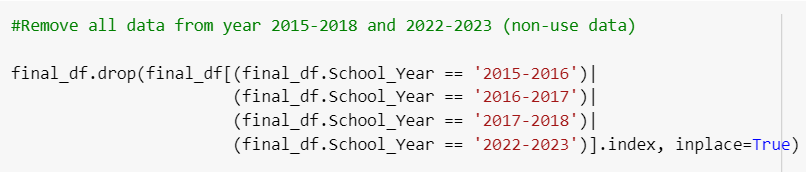 #Remove all data from year 2015-2018 and 2022-2023 (non-use data)
final_df.drop(final_df[(final_df.School_Year == '2015-2016')|
(final_df.School_Year == '2016-2017')|
(final_df.School_Year == '2017-2018')|
(final_df.School_Year == '2022-2023')].index, inplace=True)